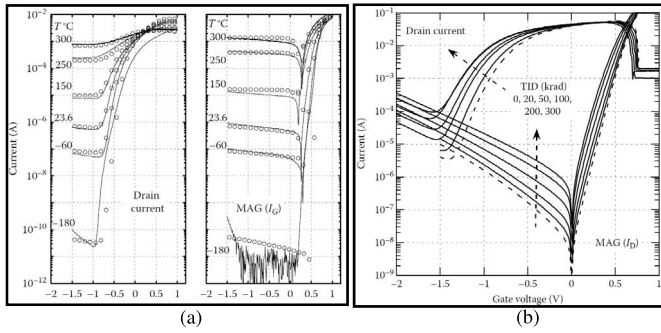 T °C
300
250
150
23.6
−60
−180
Drain
current
T °C
300
250
150
23.6
−60
−180
MAG (I_G)
Current (A)
10⁻²
10⁻⁴
10⁻⁶
10⁻⁸
10⁻¹⁰
10⁻¹²
−1.5 −1 −0.5 0 0.5 1
−1.5 −1 −0.5 0 0.5 1
(a)
Drain current
TID (krad)
0, 20, 50, 100,
200, 300
MAG (I_D)
Current (A)
10⁻¹
10⁻²
10⁻³
10⁻⁴
10⁻⁵
10⁻⁶
10⁻⁷
10⁻⁸
10⁻⁹
−2 −1.5 −1 −0.5 0 0.5 1
Gate voltage (V)
(b)